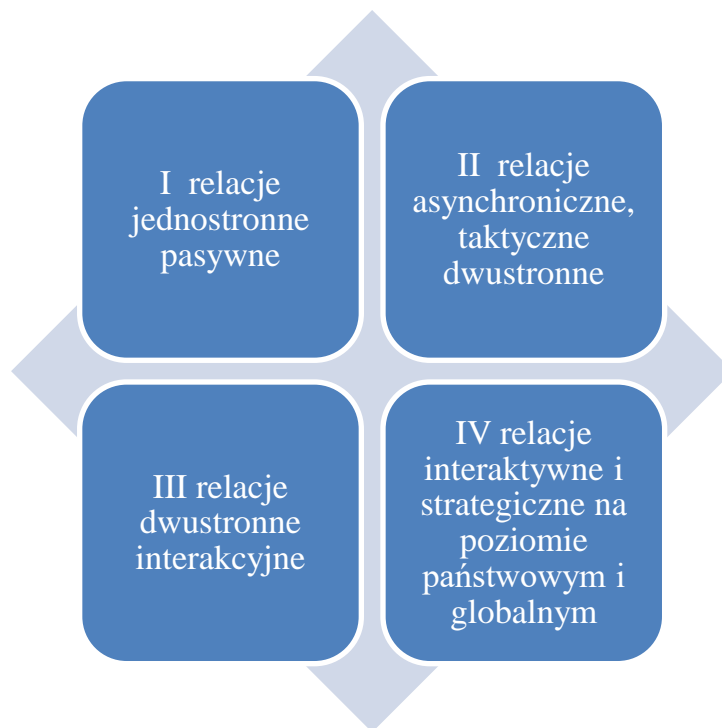 I relacje
jednostronne
pasywne
II relacje
asynchroniczne,
taktyczne
dwustronne
III relacje
dwustronne
interakcyjne
IV relacje
interaktywne i
strategiczne na
poziomie
państwowym i
globalnym